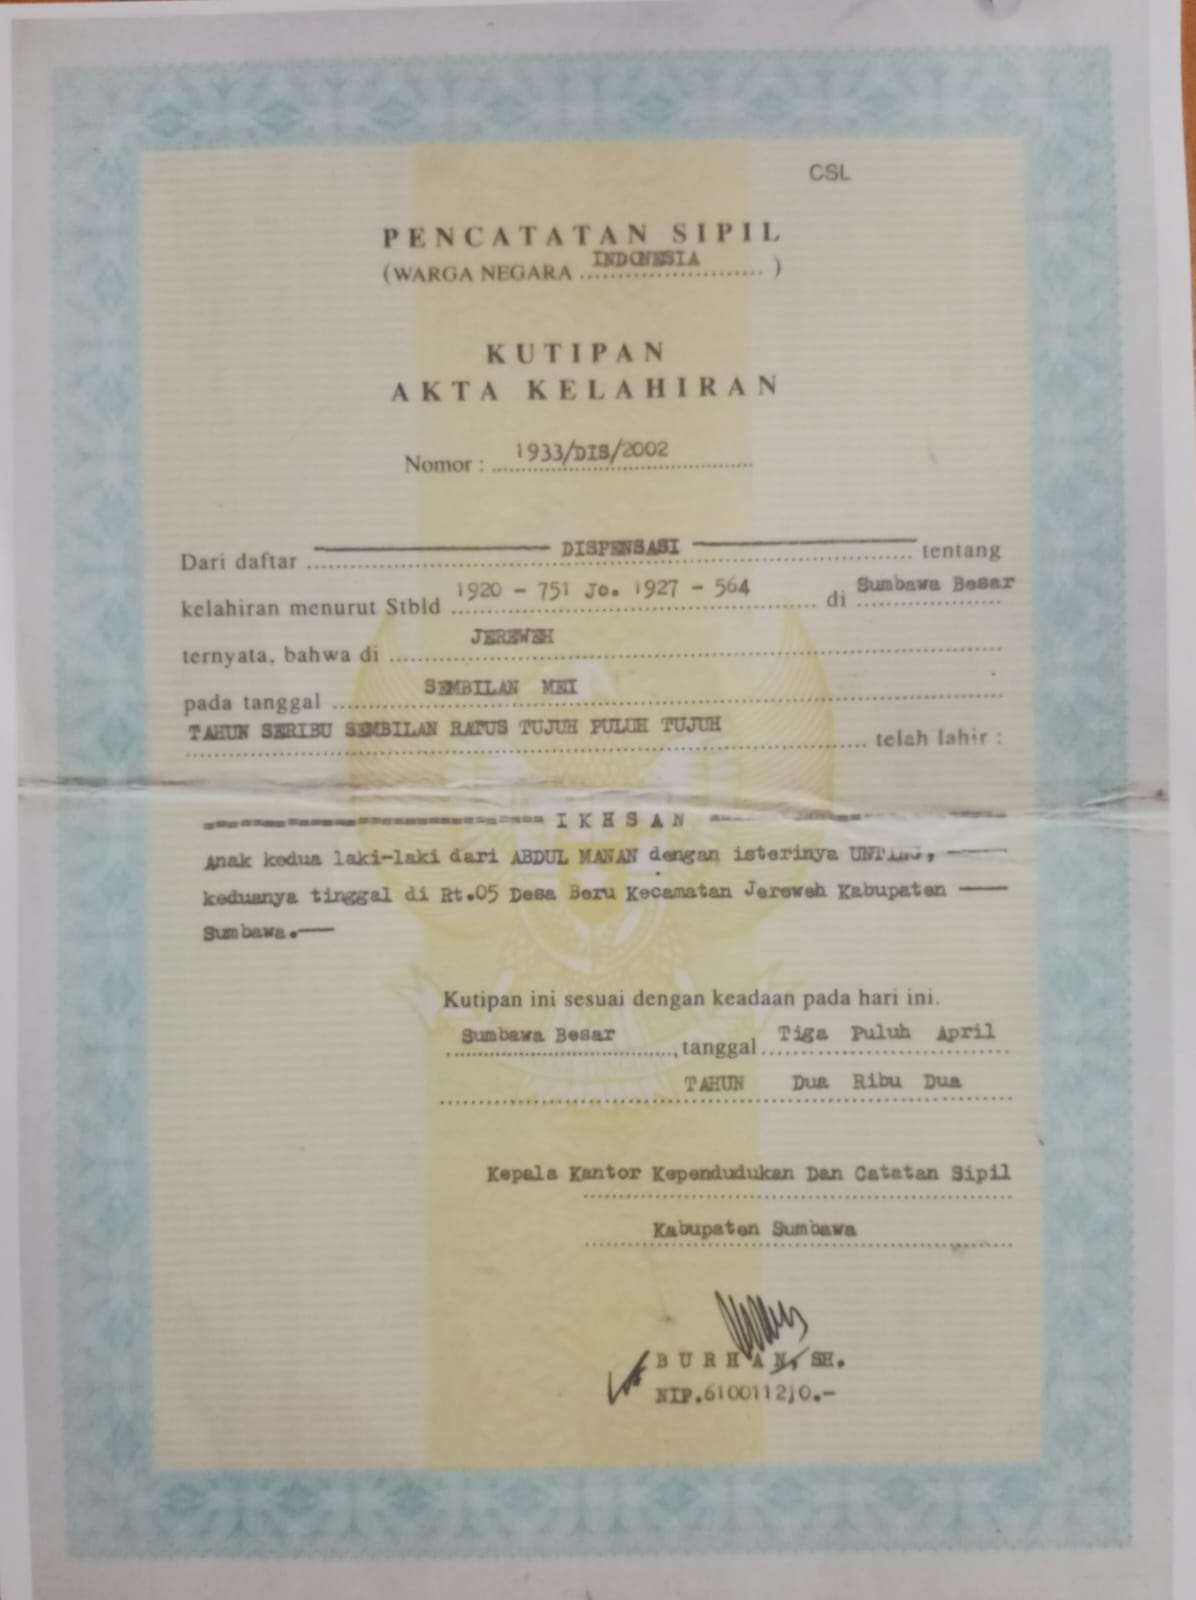 CSL
PENCATATAN SIPIL
(WARGA NEGARA INDONESIA)
KUTIPAN
AKTA KELAHIRAN
Nomor : 1933/DIS/2002
Dari daftar DISPENSASI tentang
kelahiran menurut Stbld 1920 - 751 Jo. 1927 - 564 di Sumbawa Besar
ternyata, bahwa di JEREWEH
pada tanggal SEMBILAN MEI
TAHUN SERIBU SEMBILAN RATUS TUJUH PULUH TUJUH telah lahir :
I K H S A N
Anak kedua laki-laki dari ABDUL MANAN dengan isterinya
keduanya tinggal di Rt.05 Desa Beru Kecamatan Jereweh Kabupaten
Sumbawa.
Kutipan ini sesuai dengan keadaan pada hari ini.
Sumbawa Besar, tanggal Tiga Puluh April
TAHUN Dua Ribu Dua
Kepala Kantor Kependudukan Dan Catatan Sipil
Kabupaten Sumbawa
B U R H A N, SH.
NIP.